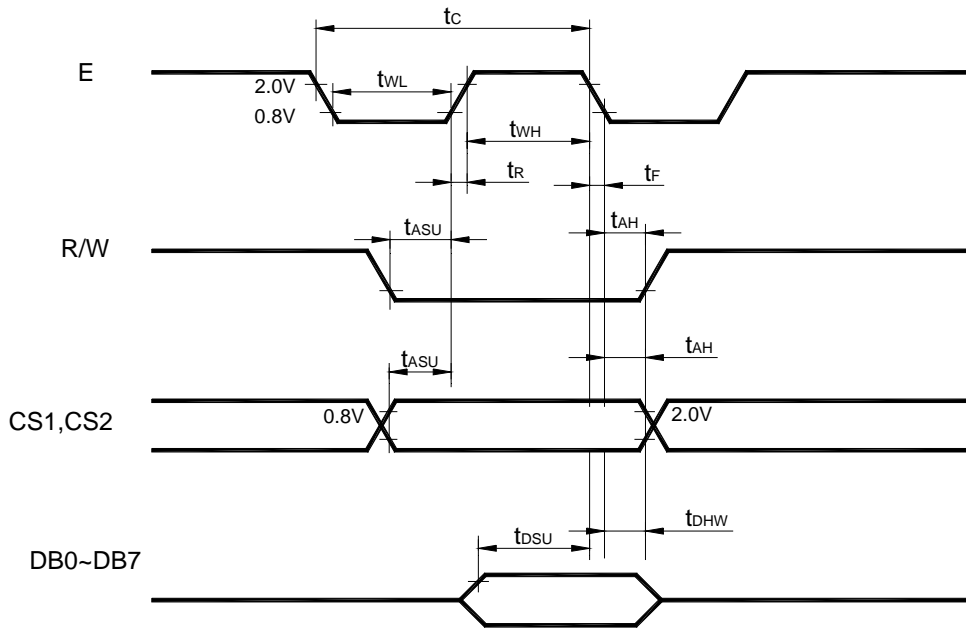 tC
E
2.0V
tWL
0.8V
tWH
tR
tF
tASU
tAH
R/W
tASU
tAH
0.8V
2.0V
CS1,CS2
tDSU
tDHW
DB0~DB7